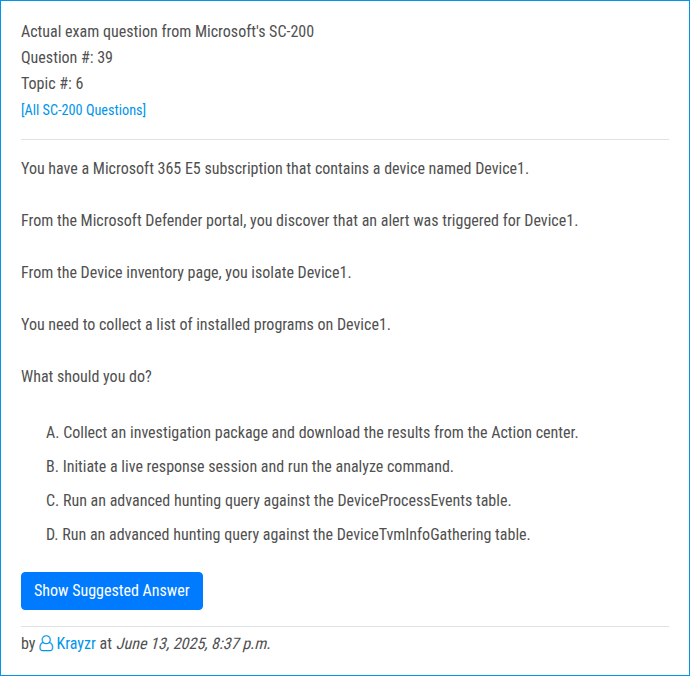 Actual exam question from Microsoft's SC-200
Question #: 39
Topic #: 6
[All SC-200 Questions]
You have a Microsoft 365 E5 subscription that contains a device named Device1.
From the Microsoft Defender portal, you discover that an alert was triggered for Device1.
From the Device inventory page, you isolate Device1.
You need to collect a list of installed programs on Device1.
What should you do?
A. Collect an investigation package and download the results from the Action center.
B. Initiate a live response session and run the analyze command.
C. Run an advanced hunting query against the DeviceProcessEvents table.
D. Run an advanced hunting query against the DeviceTvmInfoGathering table.
Show Suggested Answer
by Krayzr at June 13, 2025, 8:37 p.m.